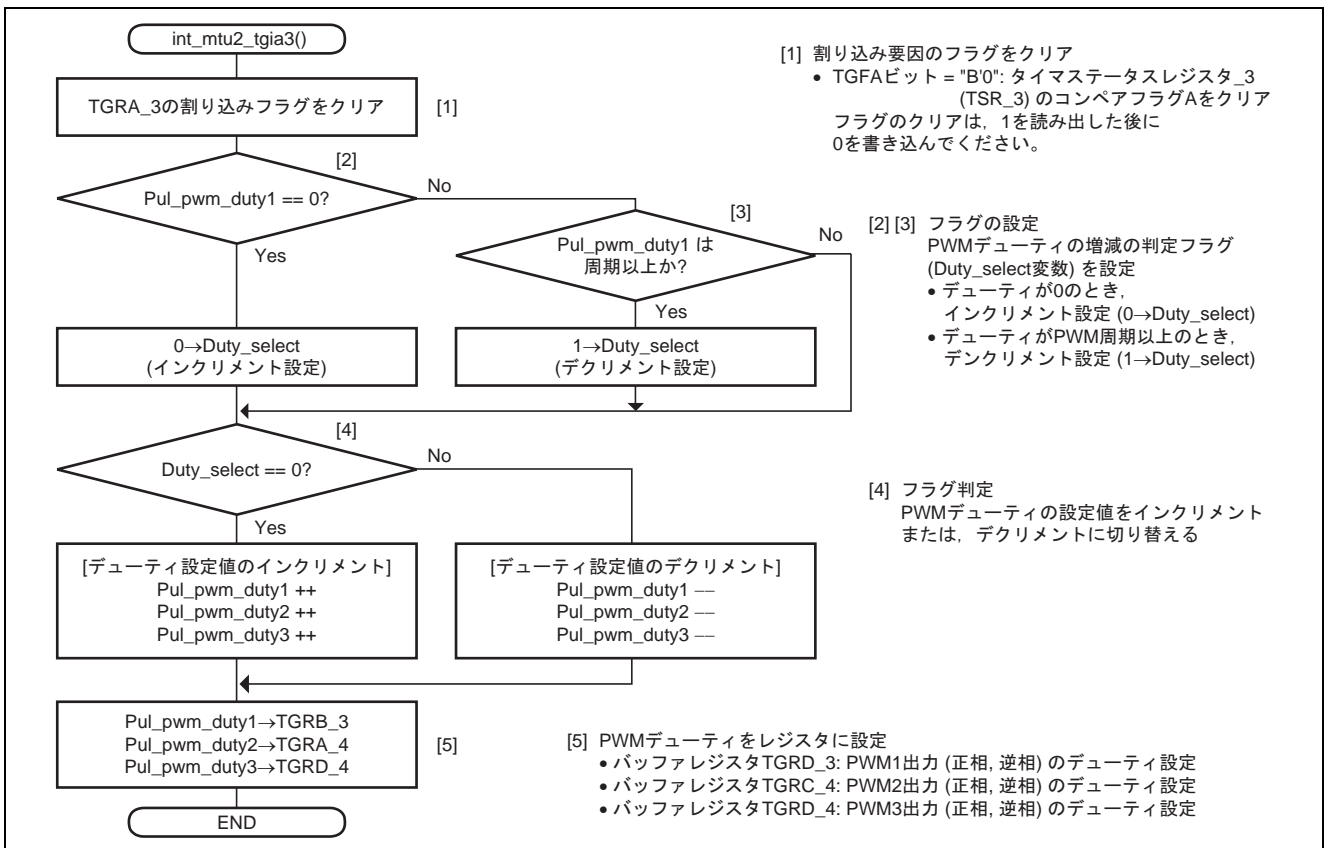 int_mtu2_tgia3()
TGRA_3の割り込みフラグをクリア
[1]
[1] 割り込み要因のフラグをクリア
• TGFAビット = "B'0": タイマステータスレジスタ_3
(TSR_3) のコンペアフラグAをクリア
フラグのクリアは，1を読み出した後に
0を書き込んでください。
[2]
Pul_pwm_duty1 == 0?
No
Yes
[3]
Pul_pwm_duty1 は
周期以上か?
No
Yes
[2] [3] フラグの設定
PWMデューティの増減の判定フラグ
(Duty_select変数) を設定
• デューティが0のとき，
インクリメント設定 (0→Duty_select)
• デューティがPWM周期以上のとき，
デンクリメント設定 (1→Duty_select)
0→Duty_select
(インクリメント設定)
1→Duty_select
(デクリメント設定)
[4]
Duty_select == 0?
No
Yes
[4] フラグ判定
PWMデューティの設定値をインクリメント
または，デクリメントに切り替える
[デューティ設定値のインクリメント]
Pul_pwm_duty1 ++
Pul_pwm_duty2 ++
Pul_pwm_duty3 ++
[デューティ設定値のデクリメント]
Pul_pwm_duty1 −−
Pul_pwm_duty2 −−
Pul_pwm_duty3 −−
Pul_pwm_duty1→TGRB_3
Pul_pwm_duty2→TGRA_4
Pul_pwm_duty3→TGRD_4
[5]
[5] PWMデューティをレジスタに設定
• バッファレジスタTGRD_3: PWM1出力 (正相, 逆相) のデューティ設定
• バッファレジスタTGRC_4: PWM2出力 (正相, 逆相) のデューティ設定
• バッファレジスタTGRD_4: PWM3出力 (正相, 逆相) のデューティ設定
END